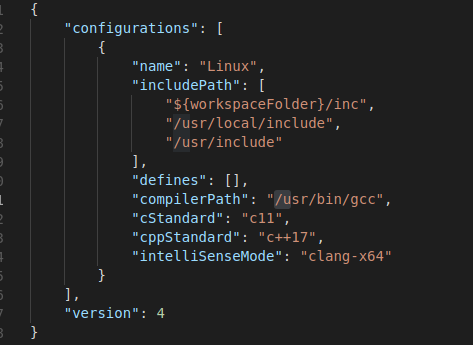 {
"configurations": [
{
"name": "Linux",
"includePath": [
"${workspaceFolder}/inc",
"/usr/local/include",
"/usr/include"
],
"defines": [],
"compilerPath": "/usr/bin/gcc",
"cStandard": "c11",
"cppStandard": "c++17",
"intelliSenseMode": "clang-x64"
}
],
"version": 4
}